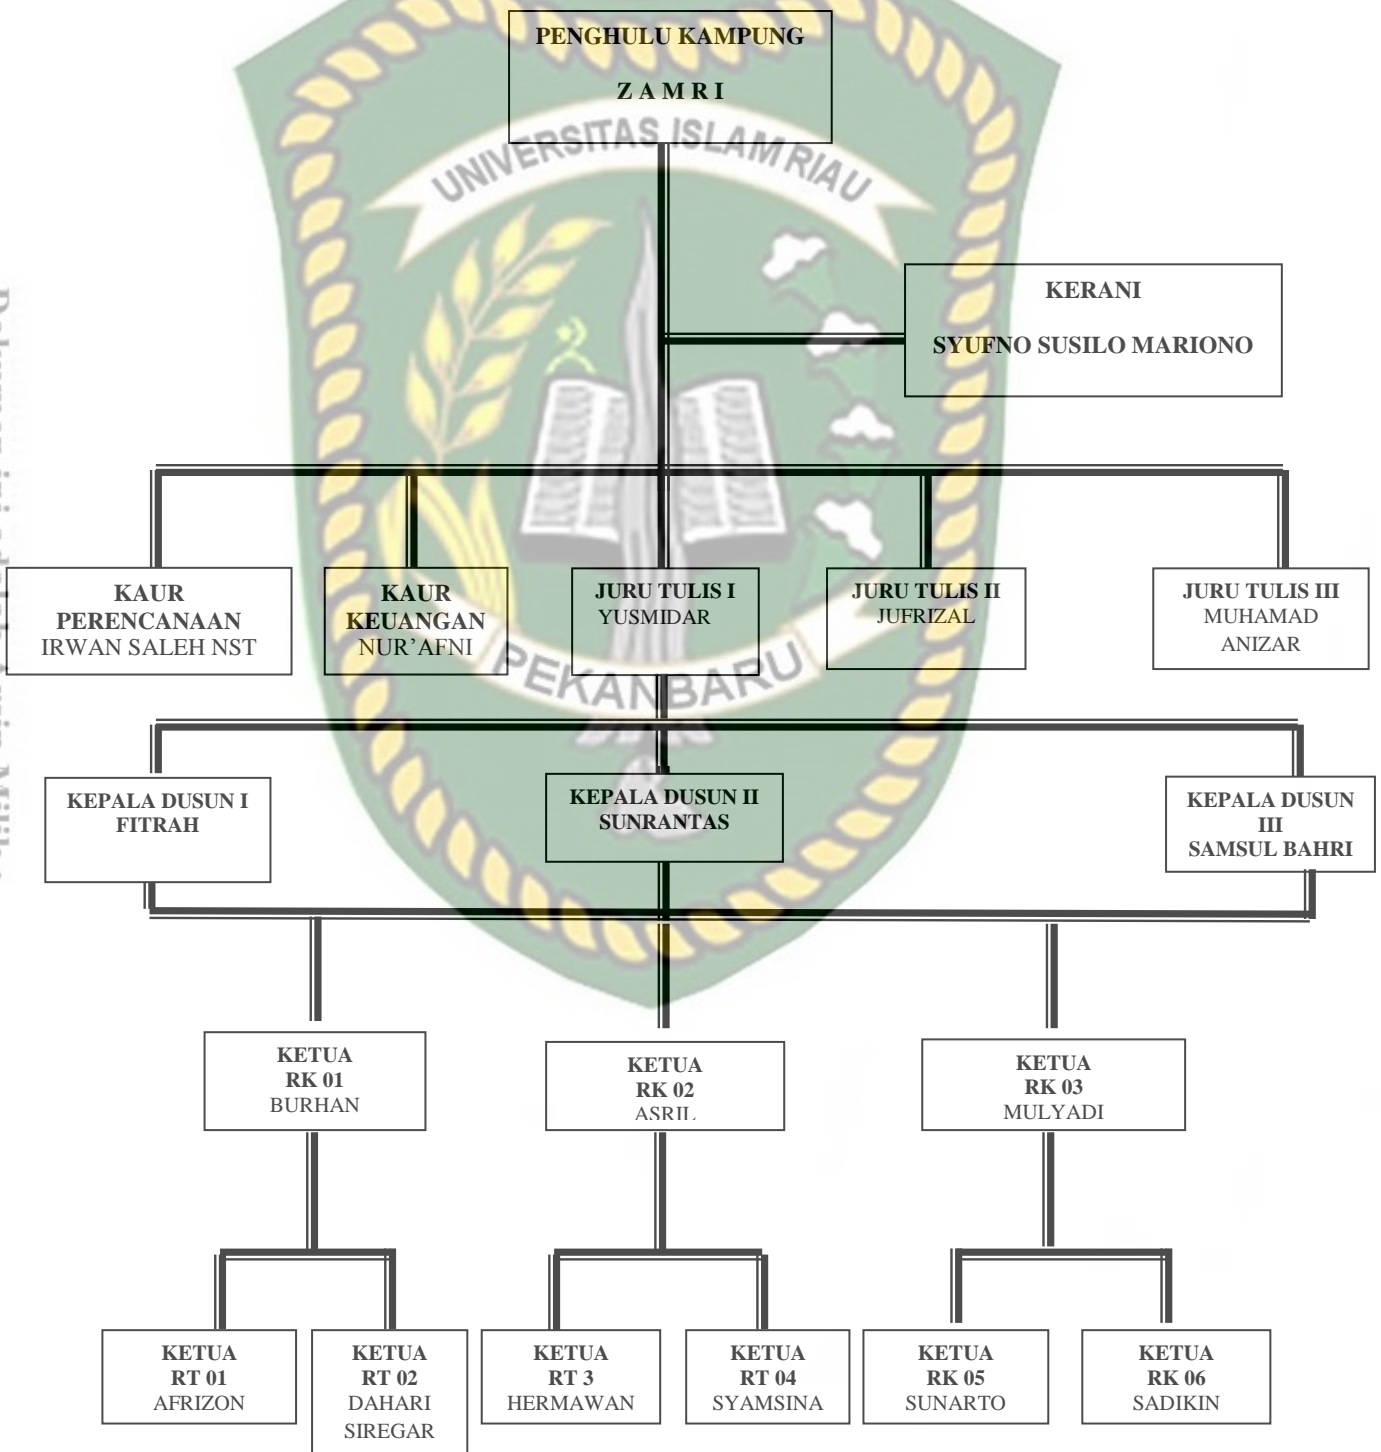 PENGHULU KAMPUNG
Z A M R I
UNIVERSITAS ISLAM RIAU
KERANI
SYUFNO SUSILO MARIONO
KAUR
PERENCANAAN
IRWAN SALEH NST
KAUR
KEUANGAN
NUR’AFNI
JURU TULIS I
YUSMIDAR
JURU TULIS II
JUFRIZAL
JURU TULIS III
MUHAMAD
ANIZAR
PEKANBARU
KEPALA DUSUN I
FITRAH
KEPALA DUSUN II
SUNRANTAS
KEPALA DUSUN
III
SAMSUL BAHRI
KETUA
RK 01
BURHAN
KETUA
RK 02
ASRIL
KETUA
RK 03
MULYADI
KETUA
RT 01
AFRIZON
KETUA
RT 02
DAHARI
SIREGAR
KETUA
RT 3
HERMAWAN
KETUA
RT 04
SYAMSINA
KETUA
RK 05
SUNARTO
KETUA
RK 06
SADIKIN